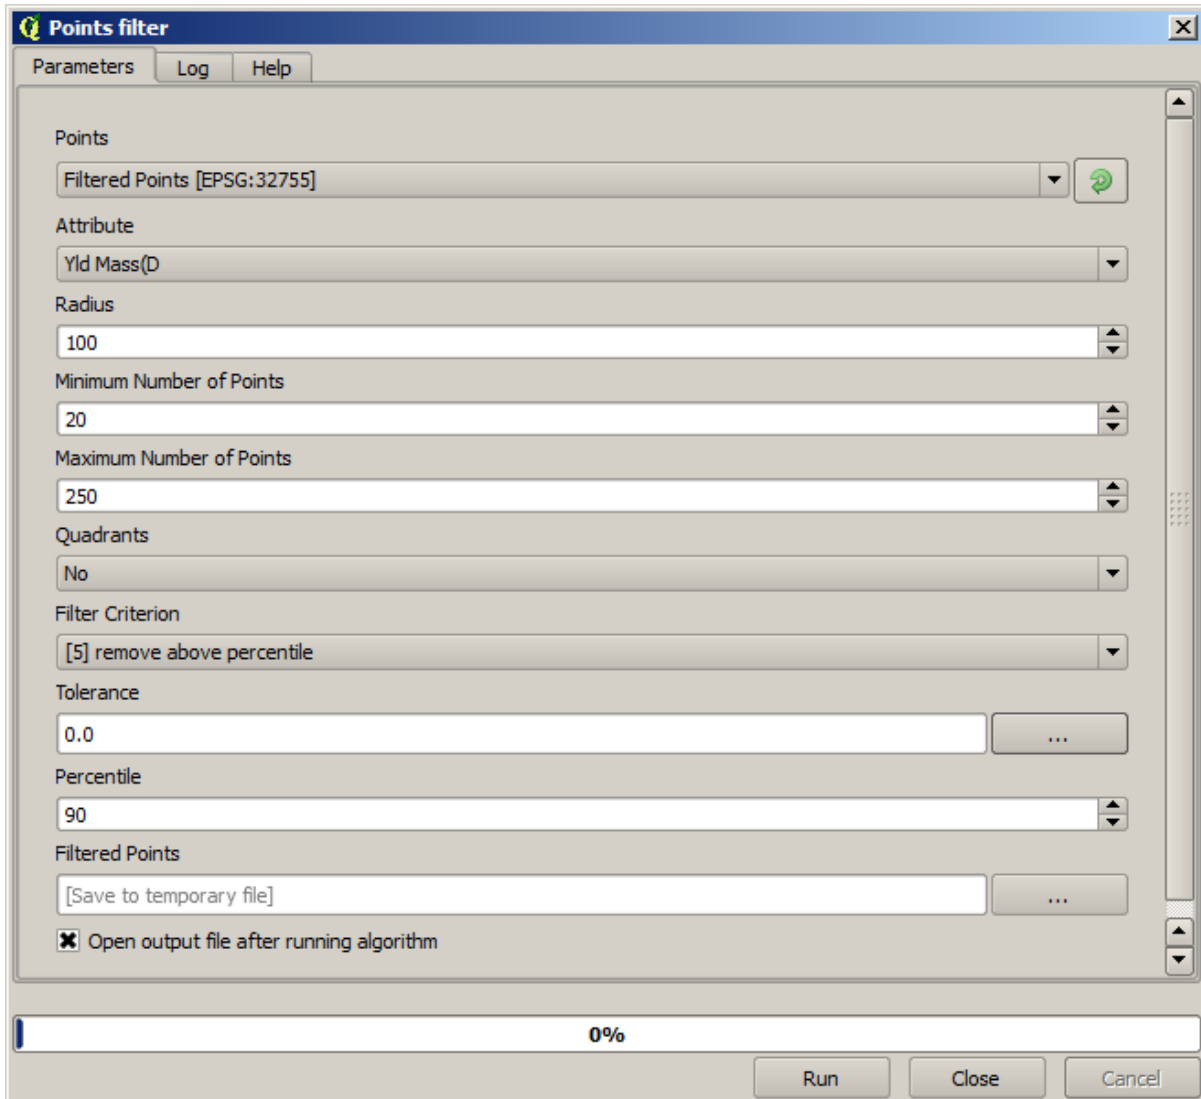 Points filter
Parameters Log Help
Points
Filtered Points [EPSG:32755]
Attribute
Yld Mass(D
Radius
100
Minimum Number of Points
20
Maximum Number of Points
250
Quadrants
No
Filter Criterion
[5] remove above percentile
Tolerance
0.0 ...
Percentile
90
Filtered Points
[Save to temporary file] ...
Open output file after running algorithm
0%
Run Close Cancel